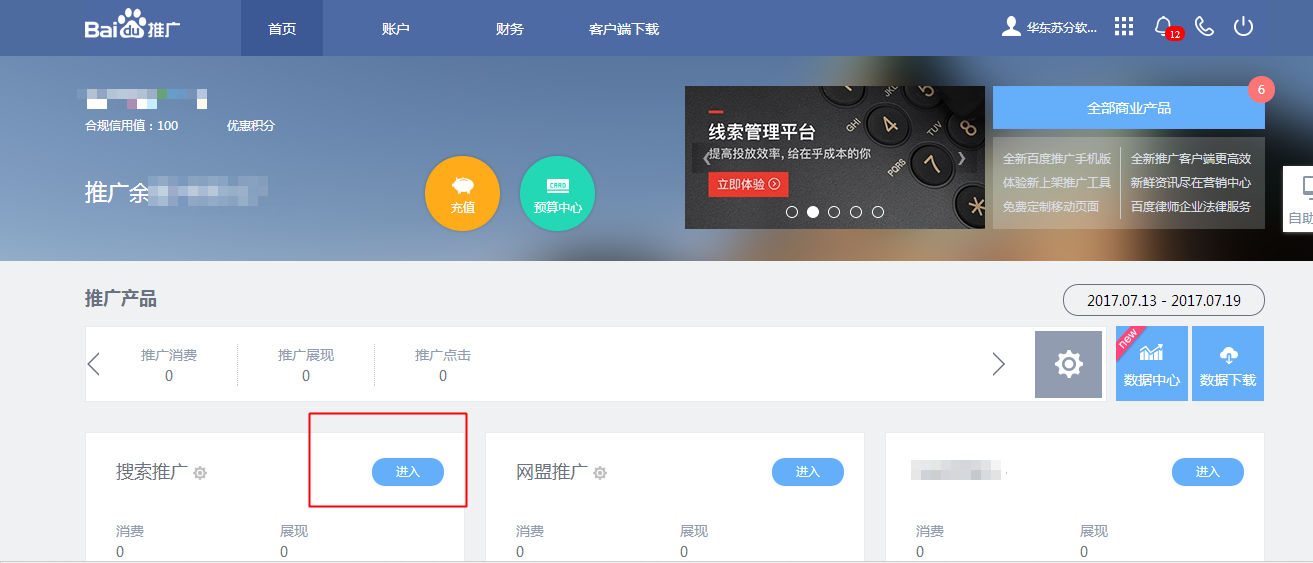 Bai du 推广
首页
账户
财务
客户端下载
华东苏分软...
12
合规信用值：100
优惠积分
推广余
充值
CARD
预算中心
线索管理平台
提高投放效率, 给在乎成本的你
立即体验
JKL
5
GHI
4
TUV
8
PQRS
7
*
全部商业产品
6
全新百度推广手机版
全新推广客户端更高效
体验新上架推广工具
新鲜资讯尽在营销中心
免费定制移动页面
百度律师企业法律服务
自助
推广产品
2017.07.13 - 2017.07.19
推广消费
推广展现
推广点击
0
0
0
new
数据中心
数据下载
搜索推广
进入
网盟推广
进入
进入
消费
展现
消费
展现
消费
展现
0
0
0
0
0
0